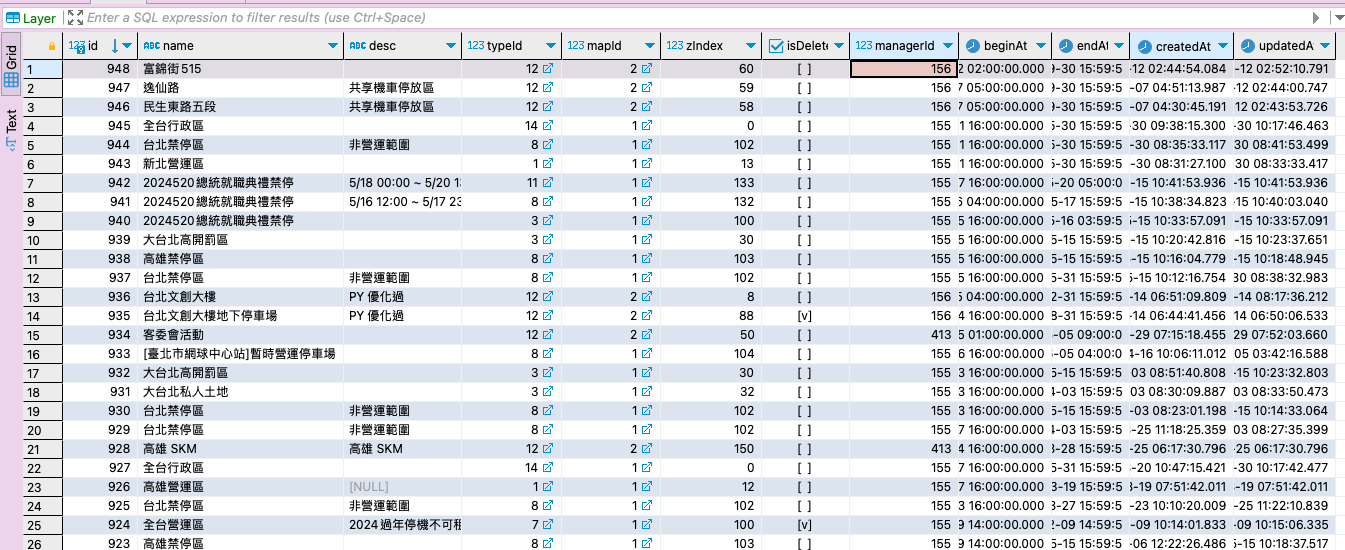 Layer Enter a SQL expression to filter results (use Ctrl+Space)
Grid
Text
123 id ABC name ABC desc 123 typeId 123 mapId 123 zIndex isDelet 123 managerId beginAt endAt createdAt updatedA
1 948 富錦街 515 12 2 60 [ ] 156 2 02:00:00.000 9-30 15:59:5 -12 02:44:54.084 -12 02:52:10.791
2 947 逸仙路 共享機車停放區 12 2 59 [ ] 156 7 05:00:00.000 9-30 15:59:5 -07 04:51:13.987 -12 02:44:00.747
3 946 民生東路五段 共享機車停放區 12 2 58 [ ] 156 7 04:00:00.000 9-30 15:59:5 -07 04:30:45.191 -12 02:43:53.726
4 945 全台行政區 14 1 0 [ ] 155 1 16:00:00.000 5-30 15:59:5 -30 09:38:15.300 -30 10:17:46.463
5 944 台北禁停區 非營運範圍 8 1 102 [ ] 155 1 16:00:00.000 5-30 15:59:5 -30 08:35:33.117 30 08:41:53.499
6 943 新北營運區 1 1 13 [ ] 155 1 16:00:00.000 5-30 15:59:5 -30 08:31:27.100 30 08:33:33.417
7 942 2024520總統就職典禮禁停 5/18 00:00 ~ 5/20 1 11 1 133 [ ] 155 7 16:00:00.000 5-20 05:00:0 -15 10:41:53.936 -15 10:41:53.936
8 941 2024520總統就職典禮禁停 5/16 12:00 ~ 5/17 23 8 1 132 [ ] 155 6 04:00:00.000 5-17 15:59:5 -15 10:38:34.823 -15 10:40:03.040
9 940 2024520總統就職典禮禁停 3 1 100 [ ] 155 5 16:00:00.000 5-16 03:59:5 -15 10:33:57.091 -15 10:33:57.091
10 939 大台北高開罰區 3 1 30 [ ] 155 5 16:00:00.000 5-15 15:59:5 -15 10:20:42.816 -15 10:23:37.651
11 938 高雄禁停區 8 1 103 [ ] 155 5 16:00:00.000 5-15 15:59:5 -15 10:16:04.779 -15 10:18:48.945
12 937 台北禁停區 非營運範圍 8 1 102 [ ] 155 5 16:00:00.000 5-31 15:59:5 5-15 10:12:16.754 30 08:38:32.983
13 936 台北文創大樓 PY 優化過 12 2 8 [ ] 156 5 04:00:00.000 2-31 15:59:5 -14 06:51:09.809 -14 08:17:36.212
14 935 台北文創大樓地下停車場 PY 優化過 12 2 88 [v] 156 4 16:00:00.000 8-31 15:59:5 -14 06:44:41.456 -14 06:50:06.533
15 934 客委會活動 12 2 50 [ ] 413 5 01:00:00.000 -05 09:00:0 -29 07:15:18.455 29 07:52:03.660
16 933 [臺北市網球中心站]暫時營運停車場 8 1 104 [ ] 155 6 16:00:00.000 5-05 04:00:0 4-16 10:06:11.012 05 03:42:16.588
17 932 大台北高開罰區 3 1 30 [ ] 155 3 16:00:00.000 5-15 15:59:5 03 08:51:40.808 -15 10:23:32.803
18 931 大台北私人土地 3 1 32 [ ] 155 3 16:00:00.000 4-03 15:59:5 03 08:30:09.887 03 08:33:50.473
19 930 台北禁停區 非營運範圍 8 1 102 [ ] 155 3 16:00:00.000 5-15 15:59:5 -03 08:23:01.198 -15 10:14:33.064
20 929 台北禁停區 非營運範圍 8 1 102 [ ] 155 7 16:00:00.000 4-03 15:59:5 -25 11:18:25.359 03 08:27:35.399
21 928 高雄 SKM 高雄 SKM 12 2 150 [ ] 413 4 16:00:00.000 3-28 15:59:5 -25 06:17:30.796 -25 06:17:30.796
22 927 全台行政區 14 1 0 [ ] 155 7 16:00:00.000 5-31 15:59:5 -20 10:47:15.421 -30 10:17:42.477
23 926 高雄營運區 [NULL] 1 1 12 [ ] 155 7 16:00:00.000 3-31 15:59:5 3-19 07:51:42.011 -19 07:51:42.011
24 925 台北禁停區 非營運範圍 8 1 102 [ ] 155 3 16:00:00.000 3-27 15:59:5 -23 10:10:20.009 -25 11:22:10.839
25 924 全台營運區 2024過年停機不可租 7 1 100 [v] 155 9 14:00:00.000 2-09 14:59:5 -09 10:14:01.833 -09 10:15:06.335
26 923 高雄禁停區 8 1 103 [ ] 155 5 16:00:00.000 5-15 15:59:5 -06 12:22:26.486 -15 10:18:37.517